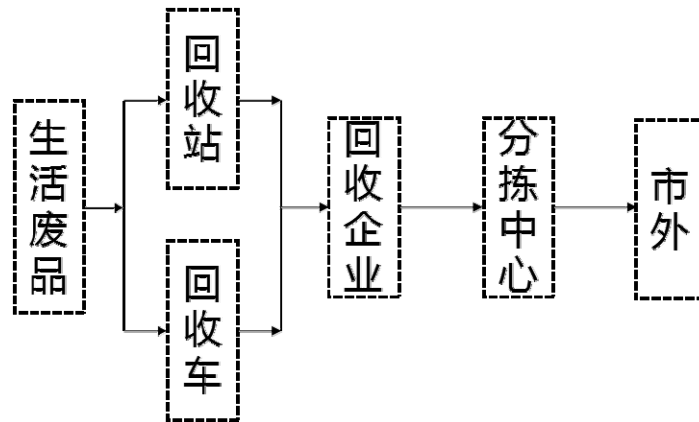 生活废品
回收站
回收车
回收企业
分拣中心
市外